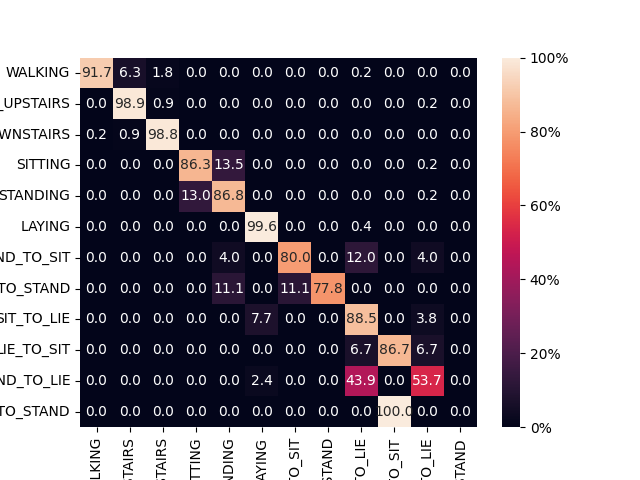 WALKING 91.7 6.3 1.8 0.0 0.0 0.0 0.0 0.0 0.2 0.0 0.0 0.0
_UPSTAIRS 0.0 98.9 0.9 0.0 0.0 0.0 0.0 0.0 0.0 0.0 0.2 0.0
WNSTAIRS 0.2 0.9 98.8 0.0 0.0 0.0 0.0 0.0 0.0 0.0 0.0 0.0
SITTING 0.0 0.0 0.0 86.3 13.5 0.0 0.0 0.0 0.0 0.0 0.2 0.0
STANDING 0.0 0.0 0.0 13.0 86.8 0.0 0.0 0.0 0.0 0.0 0.2 0.0
LAYING 0.0 0.0 0.0 0.0 0.0 99.6 0.0 0.0 0.4 0.0 0.0 0.0
ND_TO_SIT 0.0 0.0 0.0 0.0 4.0 0.0 80.0 0.0 12.0 0.0 4.0 0.0
TO_STAND 0.0 0.0 0.0 0.0 11.1 0.0 11.1 77.8 0.0 0.0 0.0 0.0
SIT_TO_LIE 0.0 0.0 0.0 0.0 0.0 7.7 0.0 0.0 88.5 0.0 3.8 0.0
LIE_TO_SIT 0.0 0.0 0.0 0.0 0.0 0.0 0.0 0.0 6.7 86.7 6.7 0.0
ND_TO_LIE 0.0 0.0 0.0 0.0 0.0 2.4 0.0 0.0 43.9 0.0 53.7 0.0
TO_STAND 0.0 0.0 0.0 0.0 0.0 0.0 0.0 0.0 0.0 100.0 0.0 0.0
LKING
TAIRS
TAIRS
TTING
NDING
AYING
TO_SIT
STAND
TO_LIE
TO_SIT
TO_LIE
STAND
100%
80%
60%
40%
20%
0%